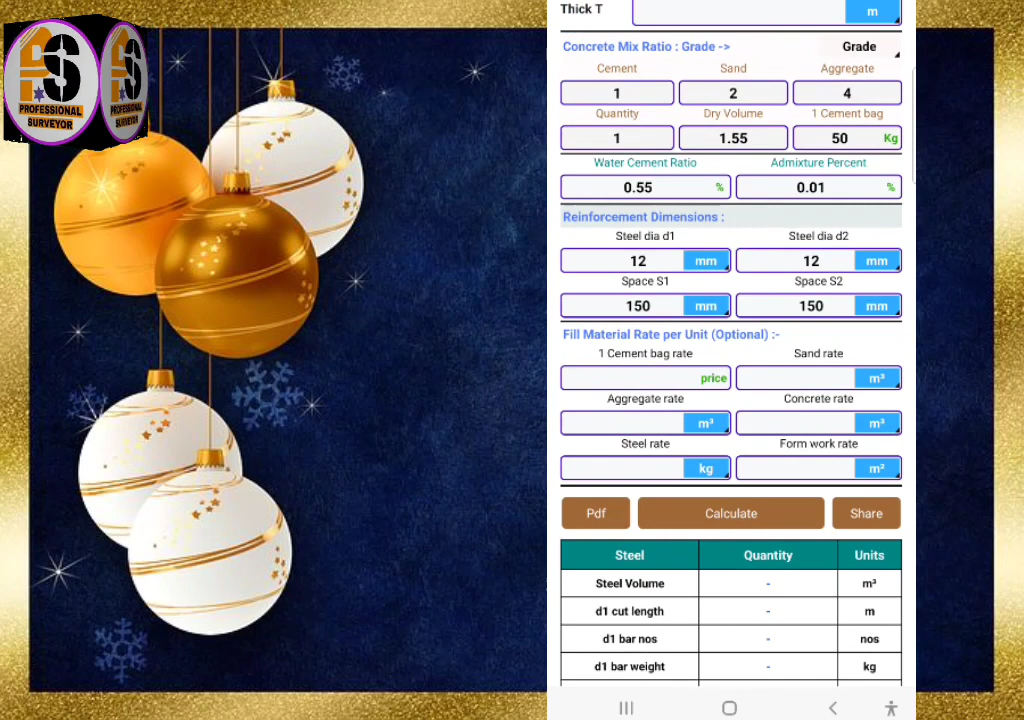 PS
PROFESSIONAL
SURVEYOR
PS
PROFESSIONAL
SURVEYOR
Thick T
m
Concrete Mix Ratio : Grade -> Grade
Cement Sand Aggregate
1 2 4
Quantity Dry Volume 1 Cement bag
1 1.55 50 Kg
Water Cement Ratio Admixture Percent
0.55 % 0.01 %
Reinforcement Dimensions :
Steel dia d1 Steel dia d2
12 mm 12 mm
Space S1 Space S2
150 mm 150 mm
Fill Material Rate per Unit (Optional) :-
1 Cement bag rate Sand rate
price m³
Aggregate rate Concrete rate
m³ m³
Steel rate Form work rate
kg m²
Pdf Calculate Share
Steel Quantity Units
Steel Volume - m³
d1 cut length - m
d1 bar nos - nos
d1 bar weight - kg